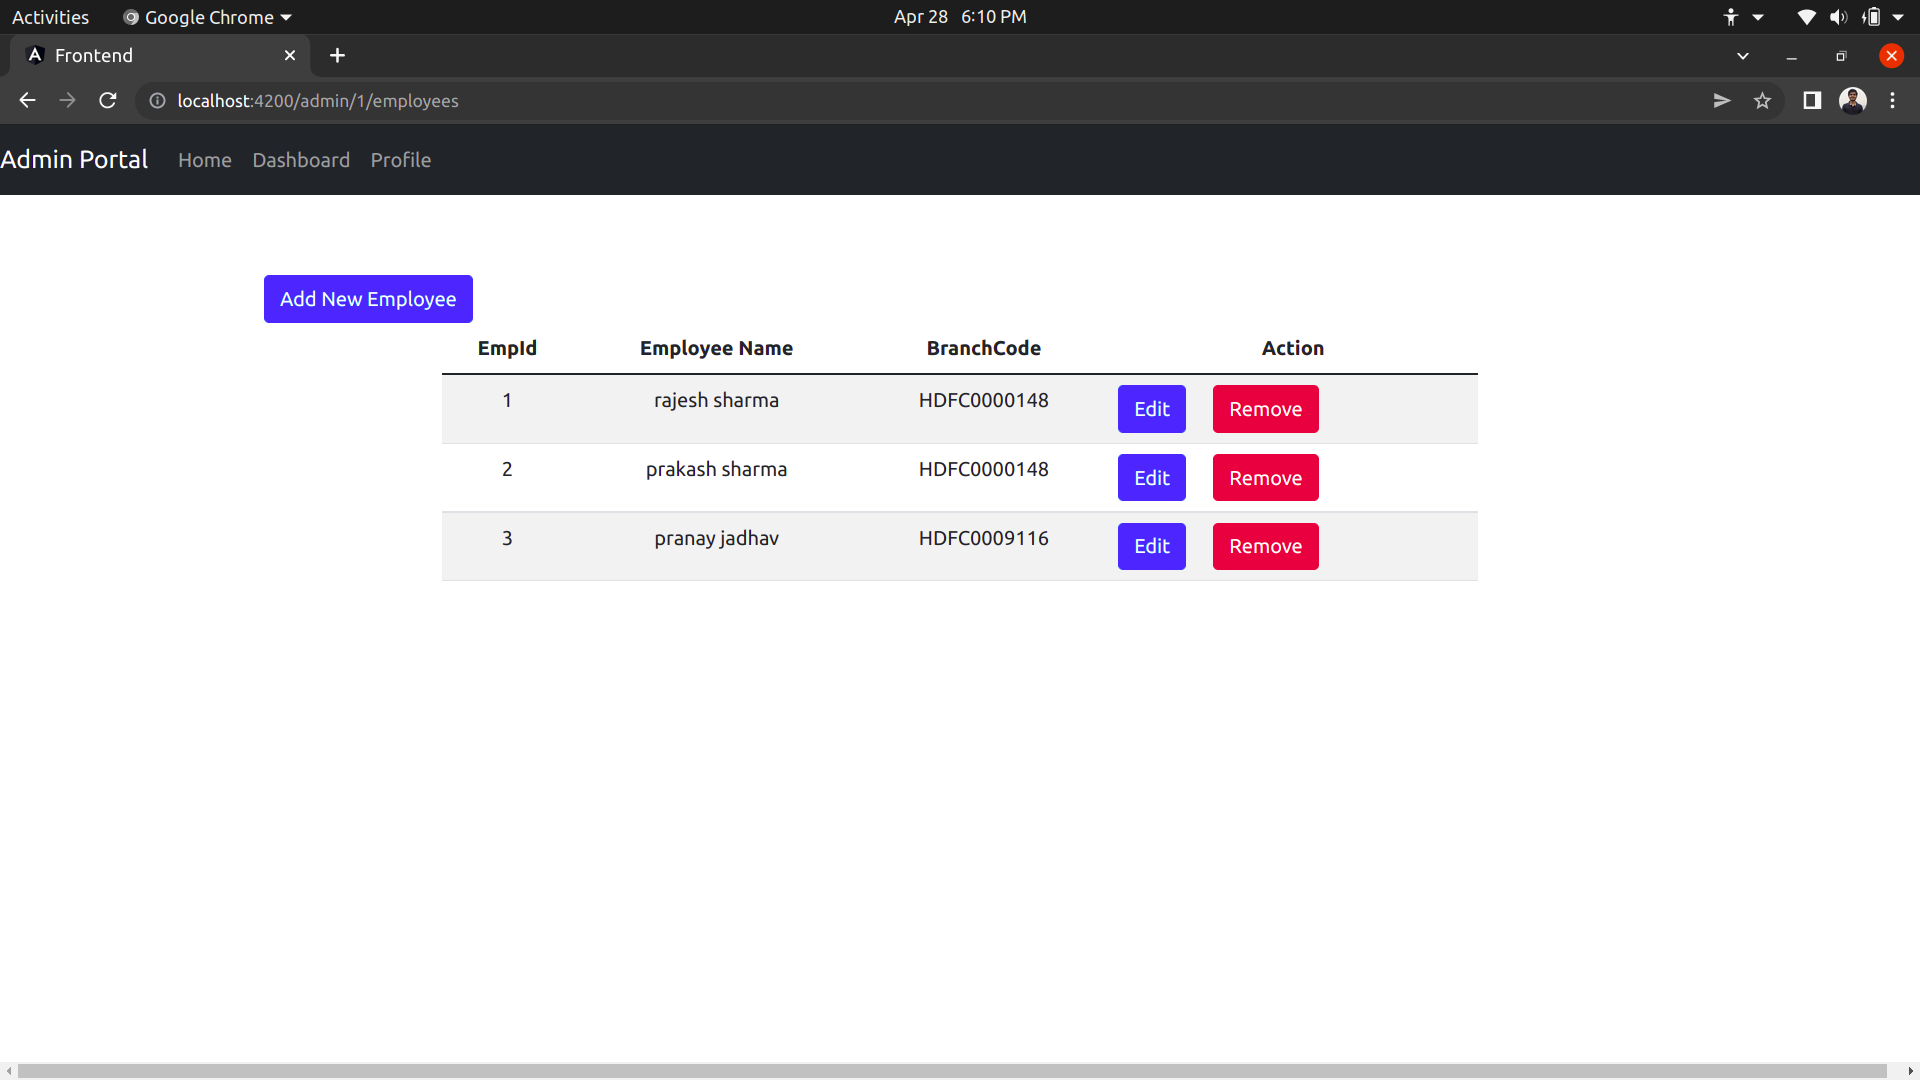 Activities Google Chrome Apr 28 6:10 PM
Frontend
localhost:4200/admin/1/employees
Admin Portal Home Dashboard Profile
Add New Employee
EmpId Employee Name BranchCode Action
1 rajesh sharma HDFC0000148 Edit Remove
2 prakash sharma HDFC0000148 Edit Remove
3 pranay jadhav HDFC0009116 Edit Remove